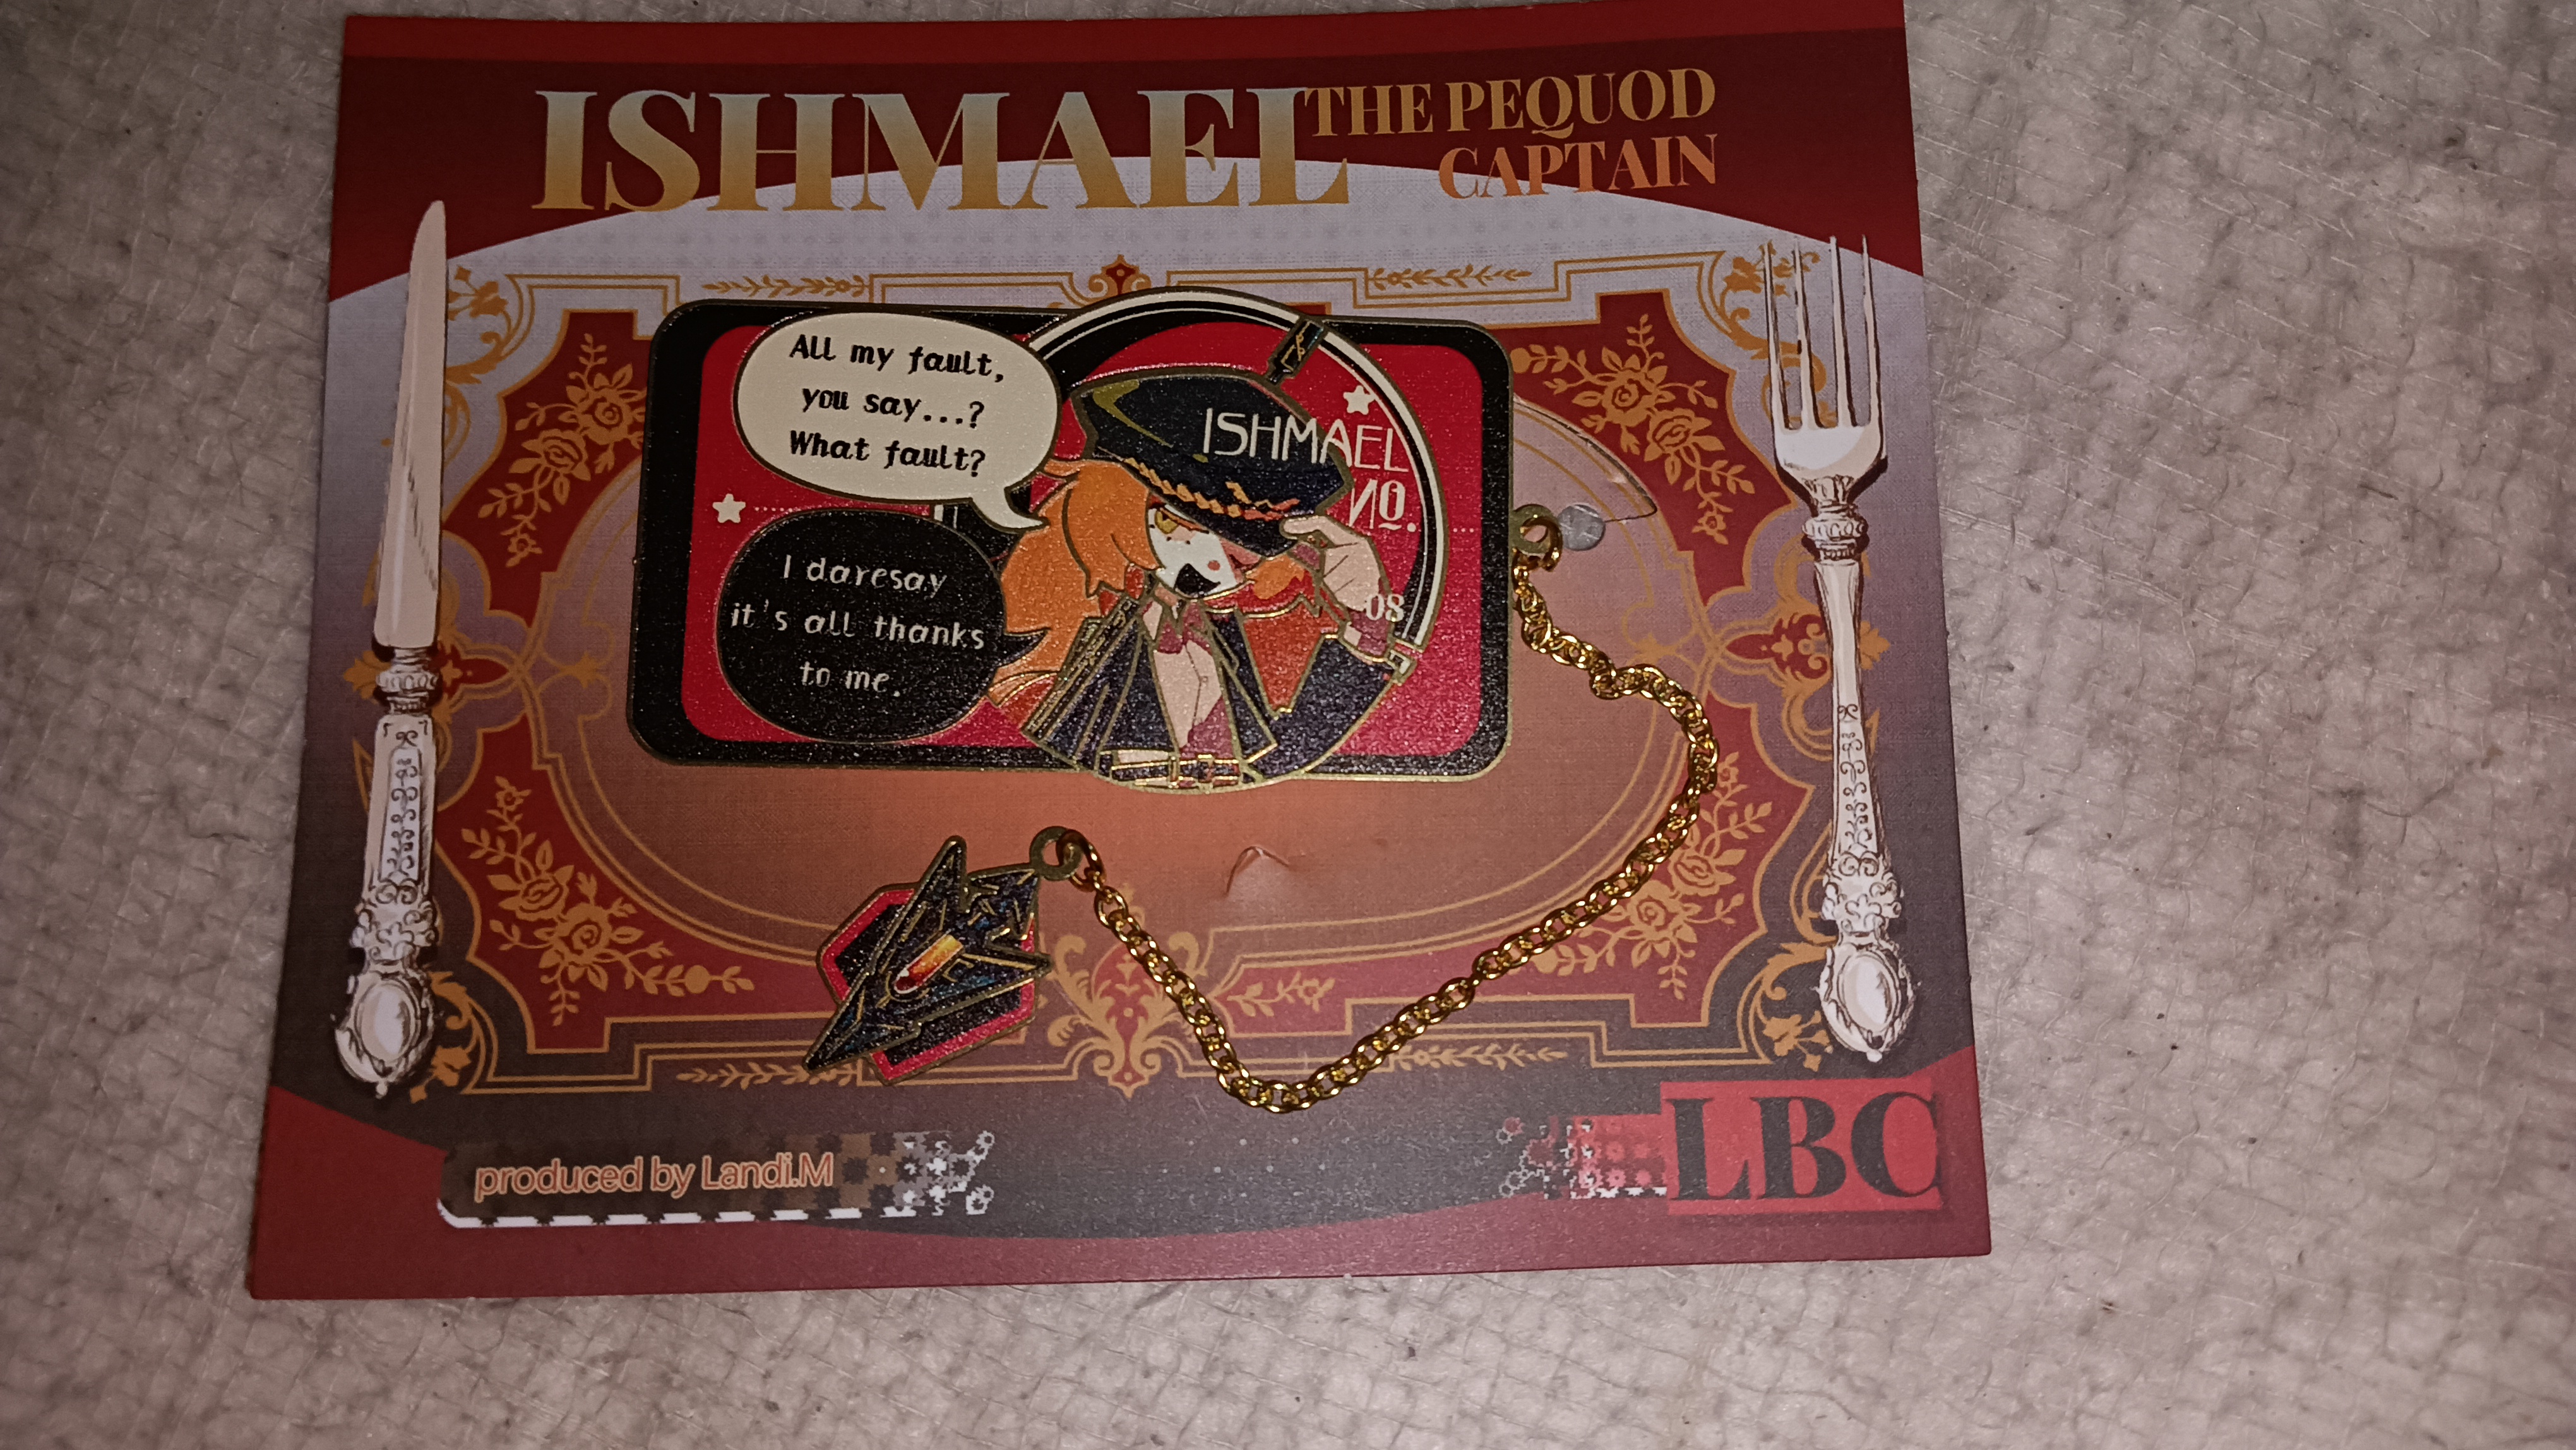 ISHMAEL
THE PEQUOD
CAPTAIN
All my fault,
you say...?
What fault?
I daresay
it's all thanks
to me.
ISHMAEL
NO.
08
produced by Landi.M
LBC